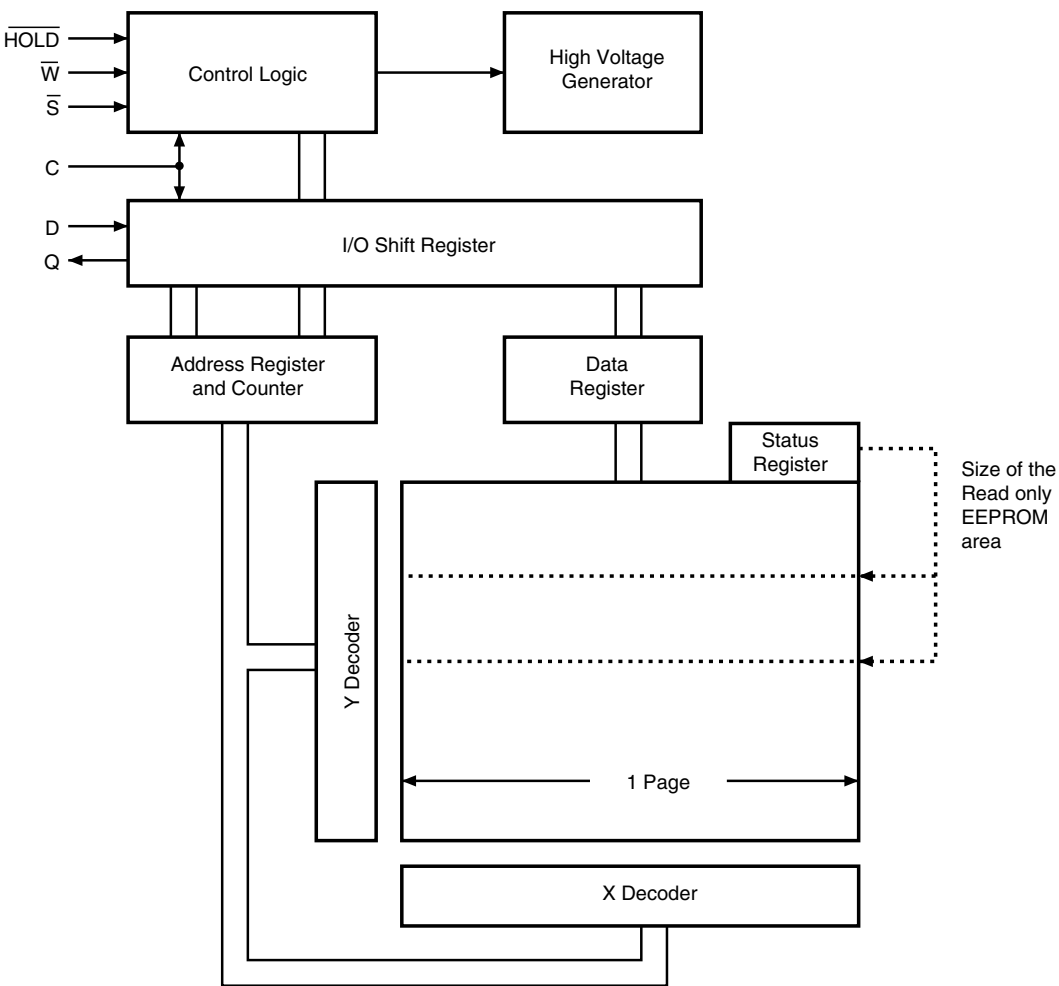 HOLD
W
S
C
D
Q
Control Logic
High Voltage
Generator
I/O Shift Register
Address Register
and Counter
Data
Register
Status
Register
Size of the
Read only
EEPROM
area
Y Decoder
1 Page
X Decoder